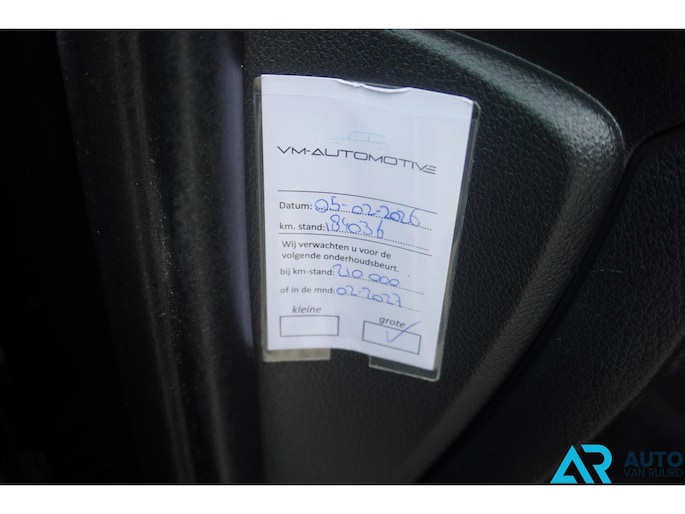 VM-AUTOMOTIVE
Datum: 05-02-2026
km. stand: 184036
Wij verwachten u voor de
volgende onderhoudsbeurt.
bij km-stand: 210.000
of in de mnd: 02-2027
kleine grote
AR AUTO
VAN RUURD